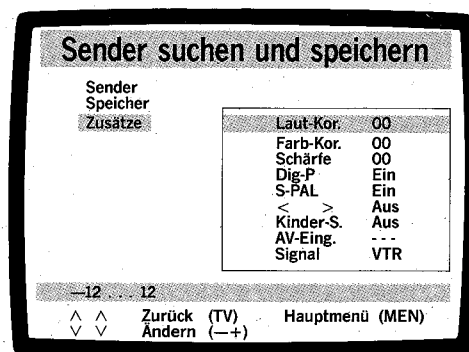 Sender suchen und speichern
Sender
Speicher
Zusätze
Laut-Kor. 00
Farb-Kor. 00
Schärfe 00
Dig-P Ein
S-PAL Ein
< > Aus
Kinder-S. Aus
AV-Eing. - - -
Signal VTR
—12 . . . 12
∧ ∧ Zurück (TV) Hauptmenü (MEN)
∨ ∨ Ändern (—+)